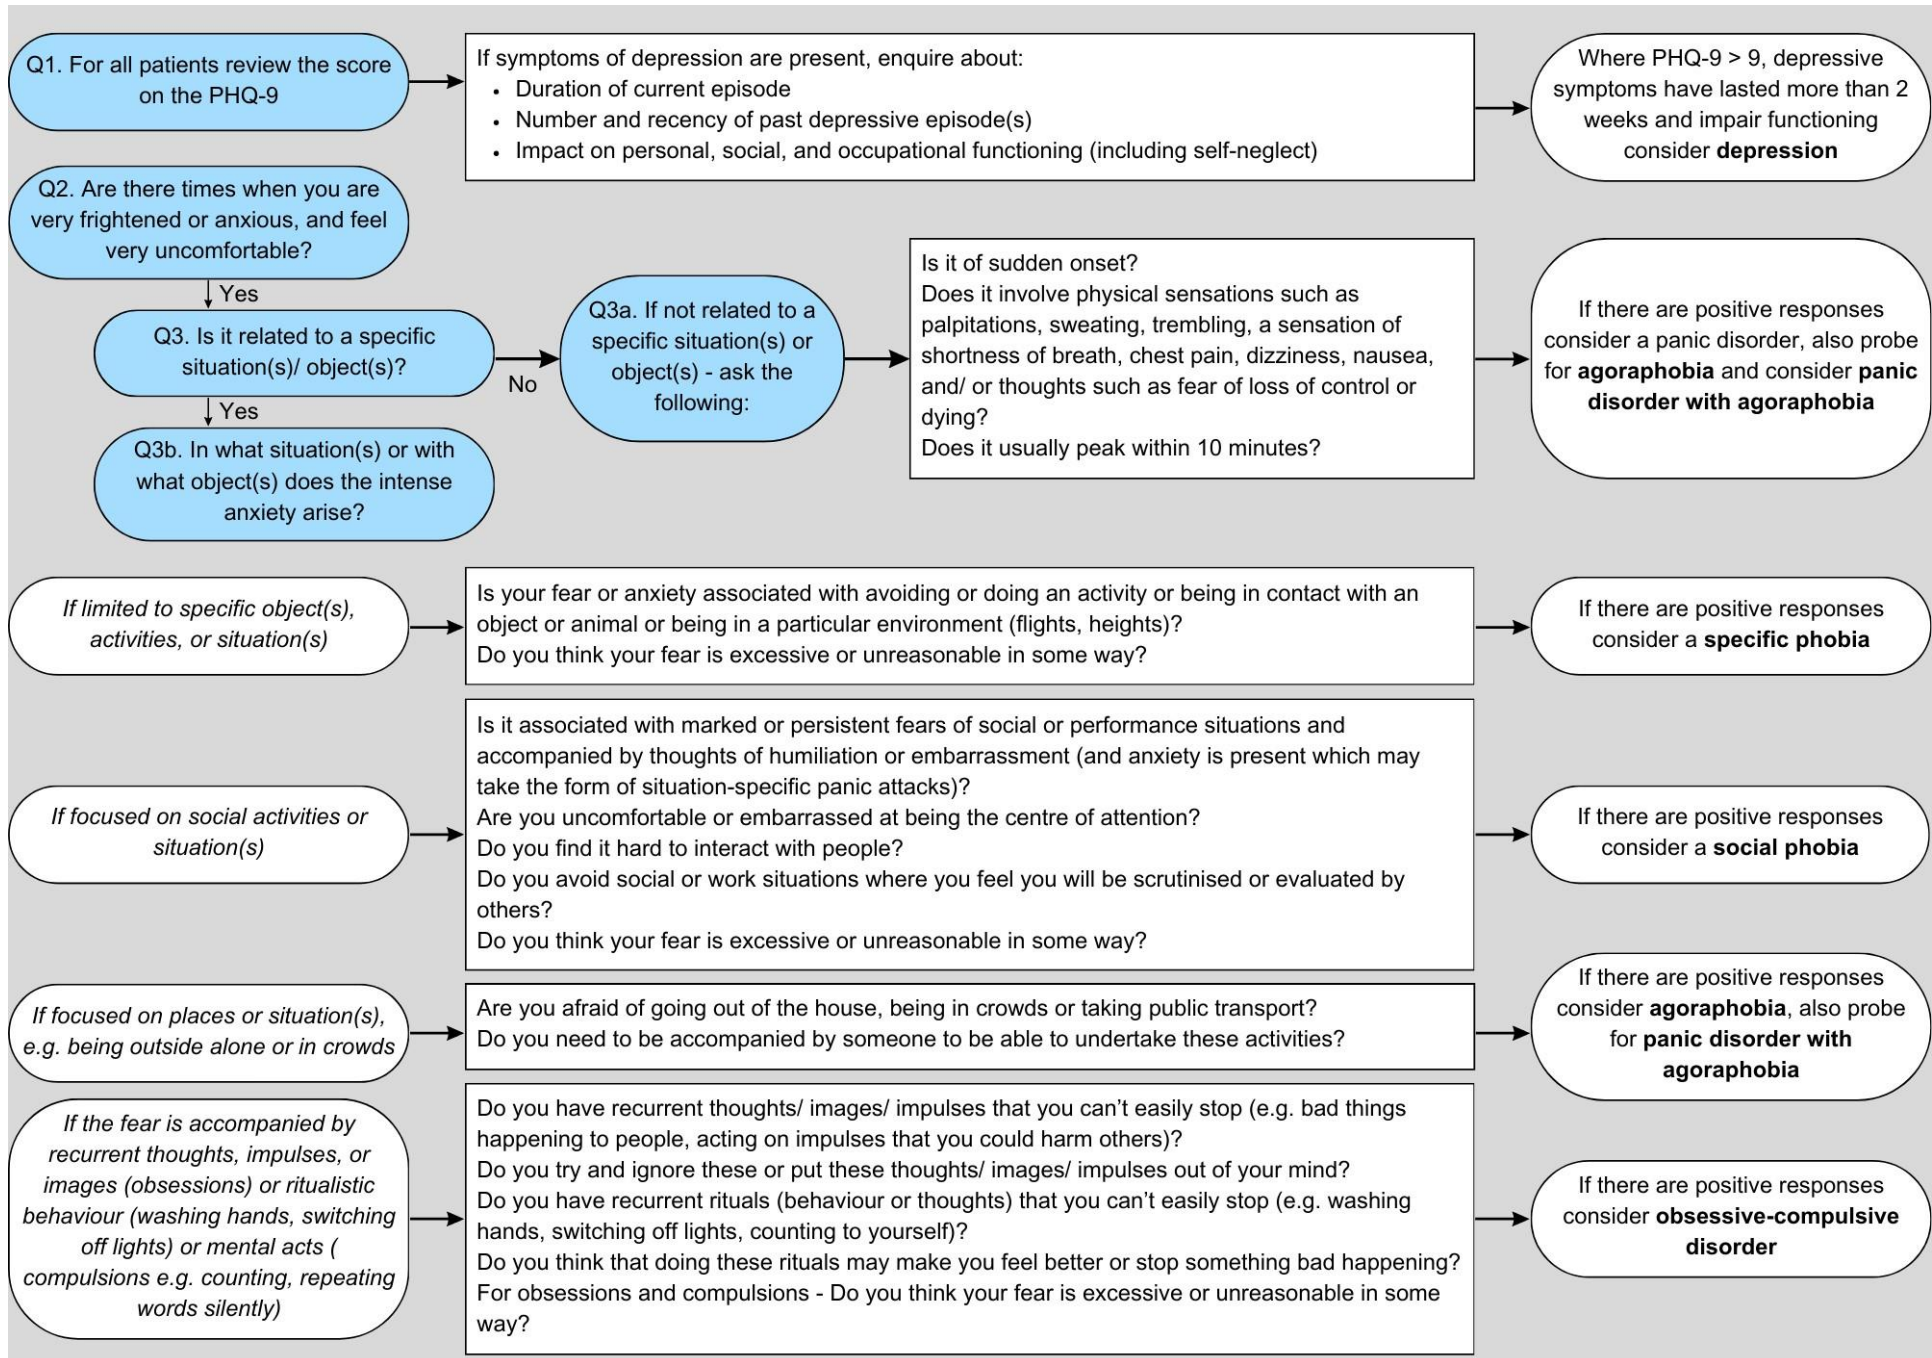 Q1. For all patients review the score
on the PHQ-9
If symptoms of depression are present, enquire about:
• Duration of current episode
• Number and recency of past depressive episode(s)
• Impact on personal, social, and occupational functioning (including self-neglect)
Where PHQ-9 > 9, depressive
symptoms have lasted more than 2
weeks and impair functioning
consider depression
Q2. Are there times when you are
very frightened or anxious, and feel
very uncomfortable?
Yes
Q3. Is it related to a specific
situation(s)/ object(s)?
No
Yes
Q3b. In what situation(s) or with
what object(s) does the intense
anxiety arise?
Q3a. If not related to a
specific situation(s) or
object(s) - ask the
following:
Is it of sudden onset?
Does it involve physical sensations such as
palpitations, sweating, trembling, a sensation of
shortness of breath, chest pain, dizziness, nausea,
and/ or thoughts such as fear of loss of control or
dying?
Does it usually peak within 10 minutes?
If there are positive responses
consider a panic disorder, also probe
for agoraphobia and consider panic
disorder with agoraphobia
If limited to specific object(s),
activities, or situation(s)
Is your fear or anxiety associated with avoiding or doing an activity or being in contact with an
object or animal or being in a particular environment (flights, heights)?
Do you think your fear is excessive or unreasonable in some way?
If there are positive responses
consider a specific phobia
If focused on social activities or
situation(s)
Is it associated with marked or persistent fears of social or performance situations and
accompanied by thoughts of humiliation or embarrassment (and anxiety is present which may
take the form of situation-specific panic attacks)?
Are you uncomfortable or embarrassed at being the centre of attention?
Do you find it hard to interact with people?
Do you avoid social or work situations where you feel you will be scrutinised or evaluated by
others?
Do you think your fear is excessive or unreasonable in some way?
If there are positive responses
consider a social phobia
If focused on places or situation(s),
e.g. being outside alone or in crowds
Are you afraid of going out of the house, being in crowds or taking public transport?
Do you need to be accompanied by someone to be able to undertake these activities?
If there are positive responses
consider agoraphobia, also probe
for panic disorder with
agoraphobia
If the fear is accompanied by
recurrent thoughts, impulses, or
images (obsessions) or ritualistic
behaviour (washing hands, switching
off lights) or mental acts (
compulsions e.g. counting, repeating
words silently)
Do you have recurrent thoughts/ images/ impulses that you can't easily stop (e.g. bad things
happening to people, acting on impulses that you could harm others)?
Do you try and ignore these or put these thoughts/ images/ impulses out of your mind?
Do you have recurrent rituals (behaviour or thoughts) that you can't easily stop (e.g. washing
hands, switching off lights, counting to yourself)?
Do you think that doing these rituals may make you feel better or stop something bad happening?
For obsessions and compulsions - Do you think your fear is excessive or unreasonable in some
way?
If there are positive responses
consider obsessive-compulsive
disorder